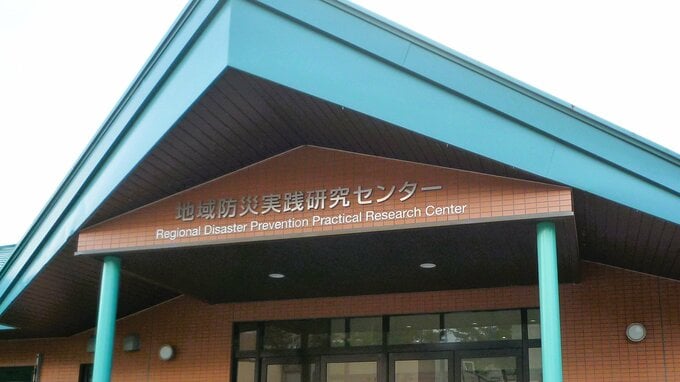 地域防災実践研究センター
Regional Disaster Prevention Practical Research Center